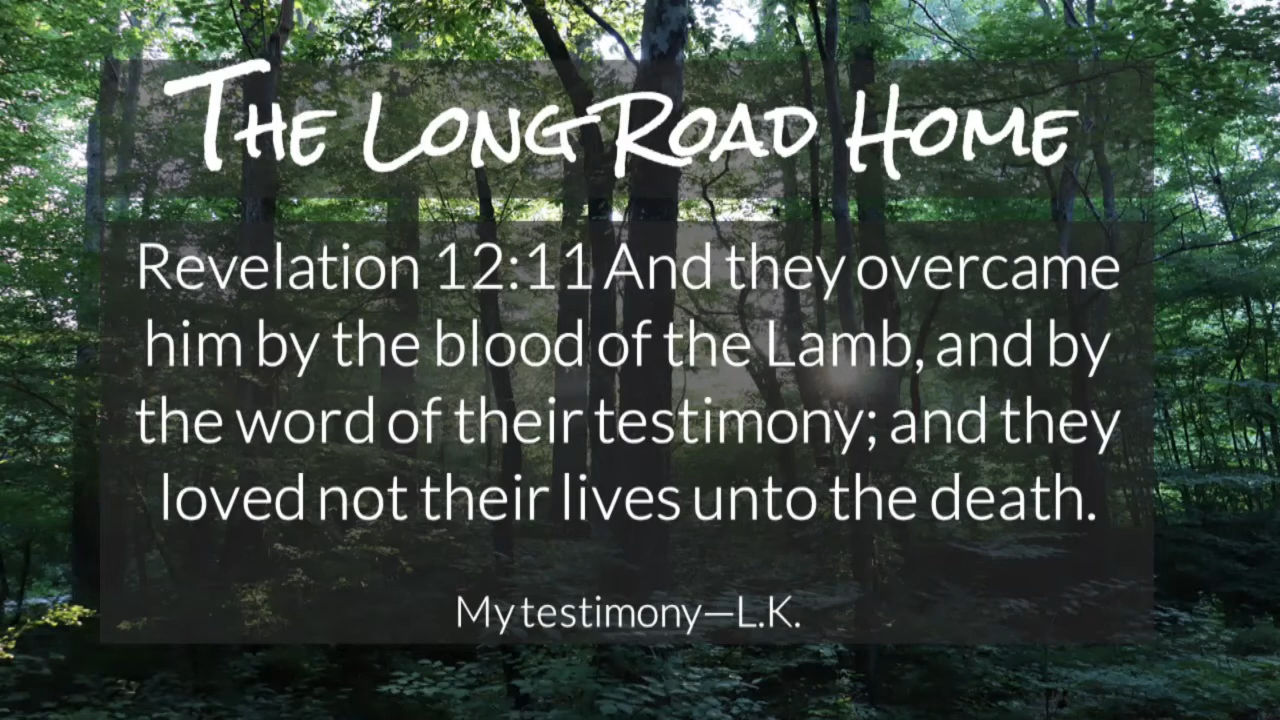 The Long Road Home
Revelation 12:11 And they overcame
him by the blood of the Lamb, and by
the word of their testimony; and they
loved not their lives unto the death.
My testimony—L.K.